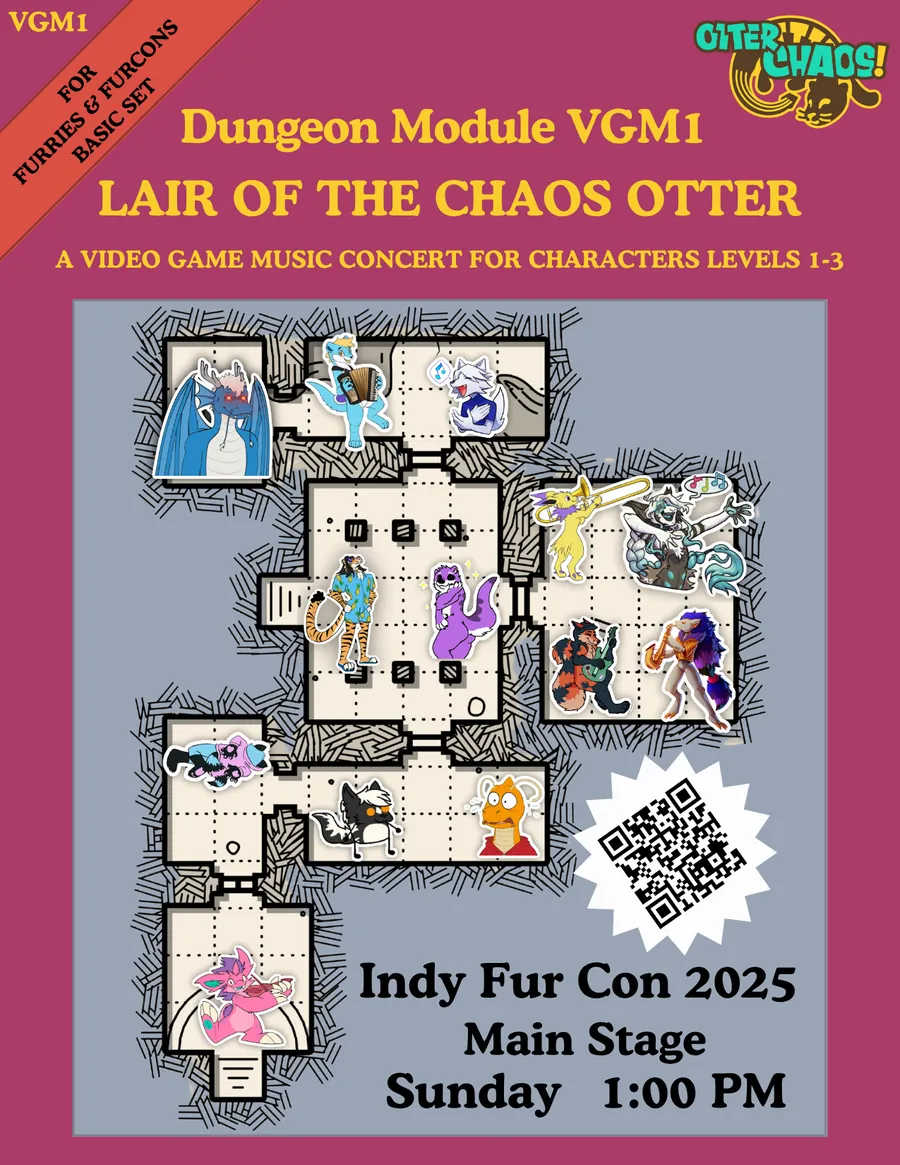 VGM1
FOR
FURRIES & FURCONS
BASIC SET
OTTER
CHAOS!
Dungeon Module VGM1
LAIR OF THE CHAOS OTTER
A VIDEO GAME MUSIC CONCERT FOR CHARACTERS LEVELS 1-3
Indy Fur Con 2025
Main Stage
Sunday 1:00 PM